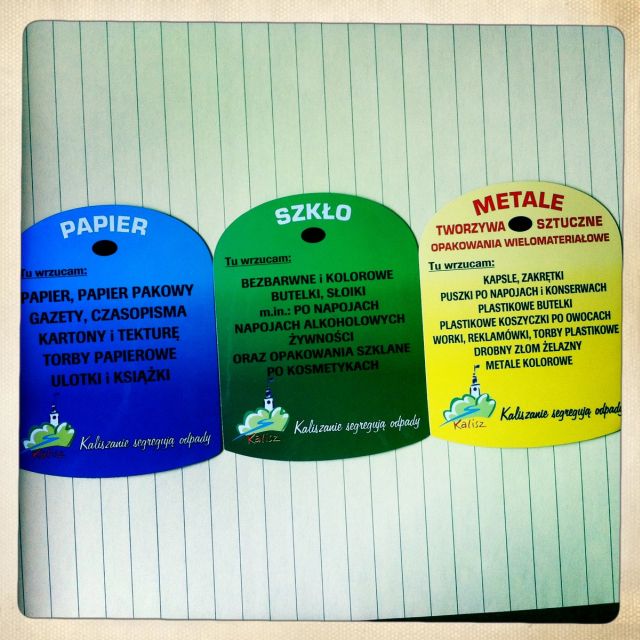 PAPIER
Tu wrzucam:
PAPIER, PAPIER PAKOWY
GAZETY, CZASOPISMA
KARTONY i TEKTURĘ
TORBY PAPIEROWE
ULOTKI i KSIĄŻKI
Kalisz
Kaliszanie segregują odpady
SZKŁO
Tu wrzucam:
BEZBARWNE i KOLOROWE
BUTELKI, SŁOIKI
m.in.: PO NAPOJACH
NAPOJACH ALKOHOLOWYCH
ŻYWNOŚCI
ORAZ OPAKOWANIA SZKLANE
PO KOSMETYKACH
Kalisz
Kaliszanie segregują odpady
METALE
TWORZYWA SZTUCZNE
OPAKOWANIA WIELOMATERIAŁOWE
Tu wrzucam:
KAPSLE, ZAKRĘTKI
PUSZKI PO NAPOJACH i KONSERWACH
PLASTIKOWE BUTELKI
PLASTIKOWE KOSZYCZKI PO OWOCACH
WORKI, REKLAMÓWKI, TORBY PLASTIKOWE
DROBNY ZŁOM ŻELAZNY
METALE KOLOROWE
Kalisz
Kaliszanie segregują odpady